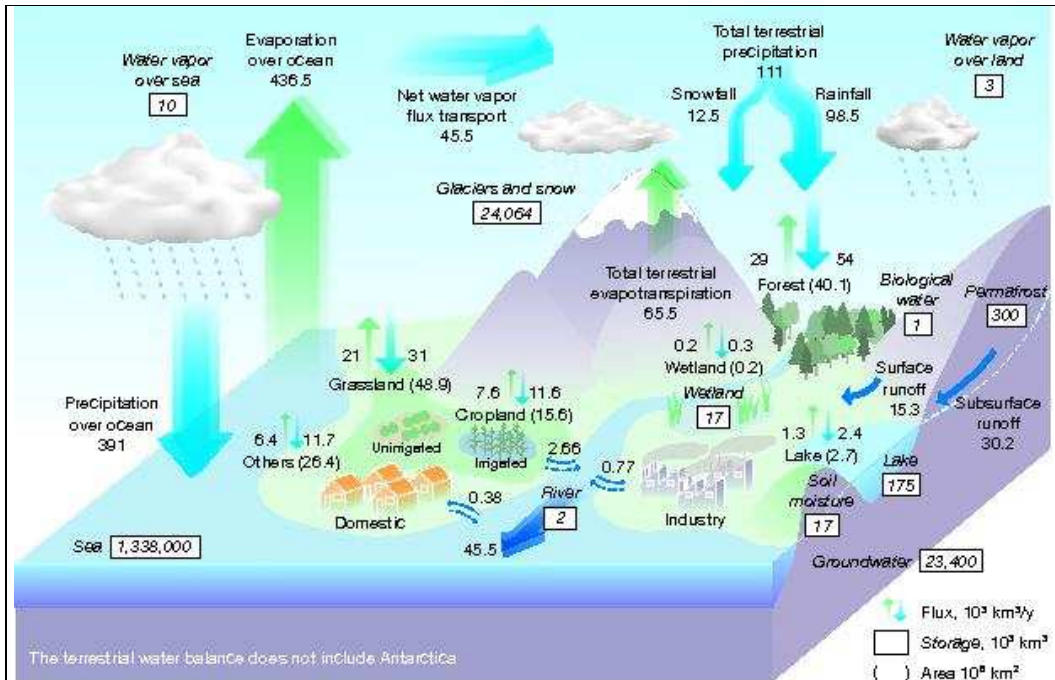 Water vapor
over sea
10
Evaporation
over ocean
436.5
Net water vapor
flux transport
45.5
Total terrestrial
precipitation
111
Snowfall
12.5
Rainfall
98.5
Water vapor
over land
3
Glaciers and snow
24,064
Total terrestrial
evapotranspiration
65.5
29 54
Forest (40.1)
Biological
water
1
Permafrost
300
21 31
Grassland (48.9)
0.2 0.3
Wetland (0.2)
Wetland
17
Surface
runoff
15.3
Subsurface
runoff
30.2
7.6 11.6
Cropland (15.6)
Precipitation
over ocean
391
6.4 11.7
Others (26.4)
Unirrigated
Irrigated
2.66
0.77
1.3 2.4
Lake (2.7)
Lake
175
Soil
moisture
17
Domestic
0.38
River
2
Industry
45.5
Sea 1,338,000
Groundwater 23,400
Flux, 10³ km³/y
Storage, 10³ km³
Area 10⁶ km²
The terrestrial water balance does not include Antarctica